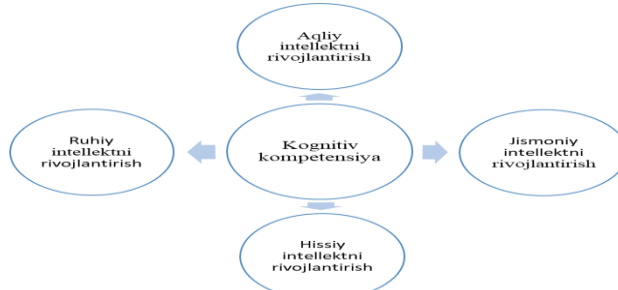 Aqliy
intellektni
rivojlantirish
Ruhiy
intellektni
rivojlantirish
Kognitiv
kompetensiya
Jismoniy
intellektni
rivojlantirish
Hissiy
intellektni
rivojlantirish